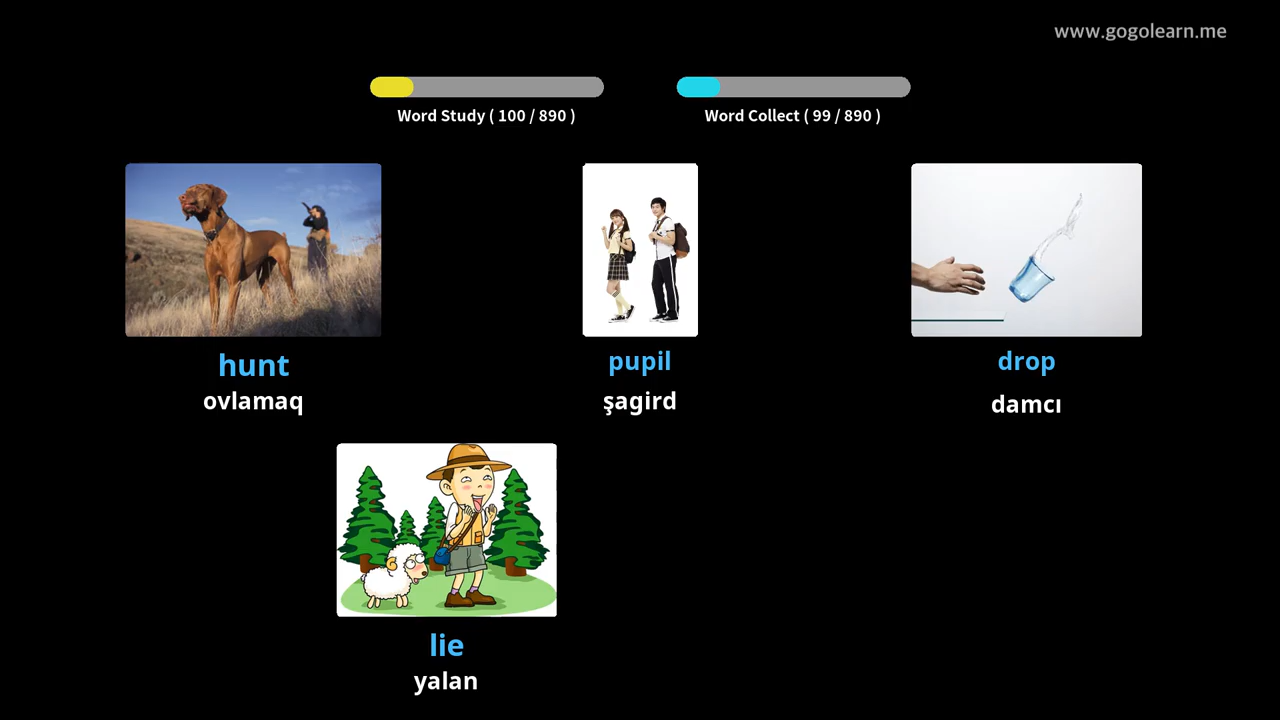 www.gogolearn.me
Word Study ( 100 / 890 )
Word Collect ( 99 / 890 )
hunt
ovlamaq
pupil
şagird
drop
damcı
lie
yalan